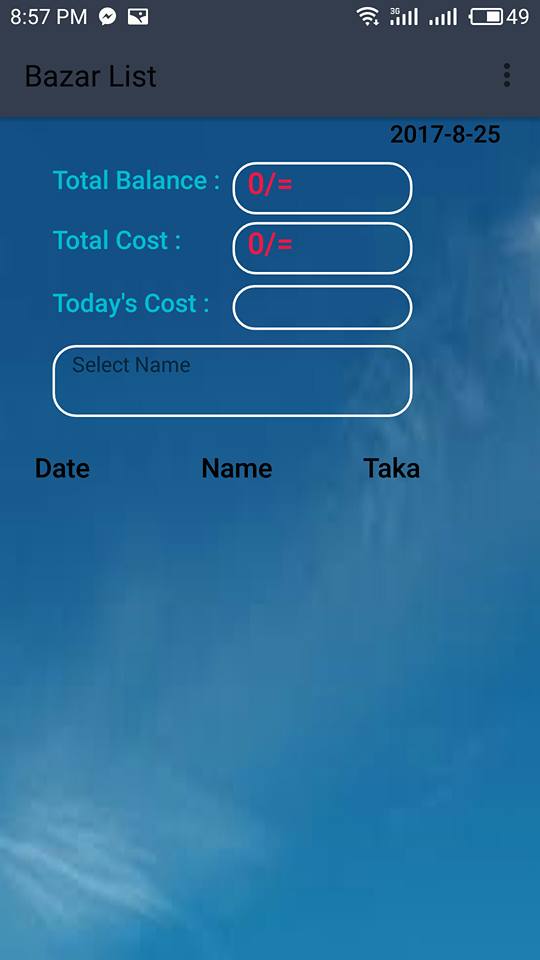 8:57 PM 3G 49
Bazar List
2017-8-25
Total Balance : 0/=
Total Cost : 0/=
Today's Cost :
Select Name
Date Name Taka